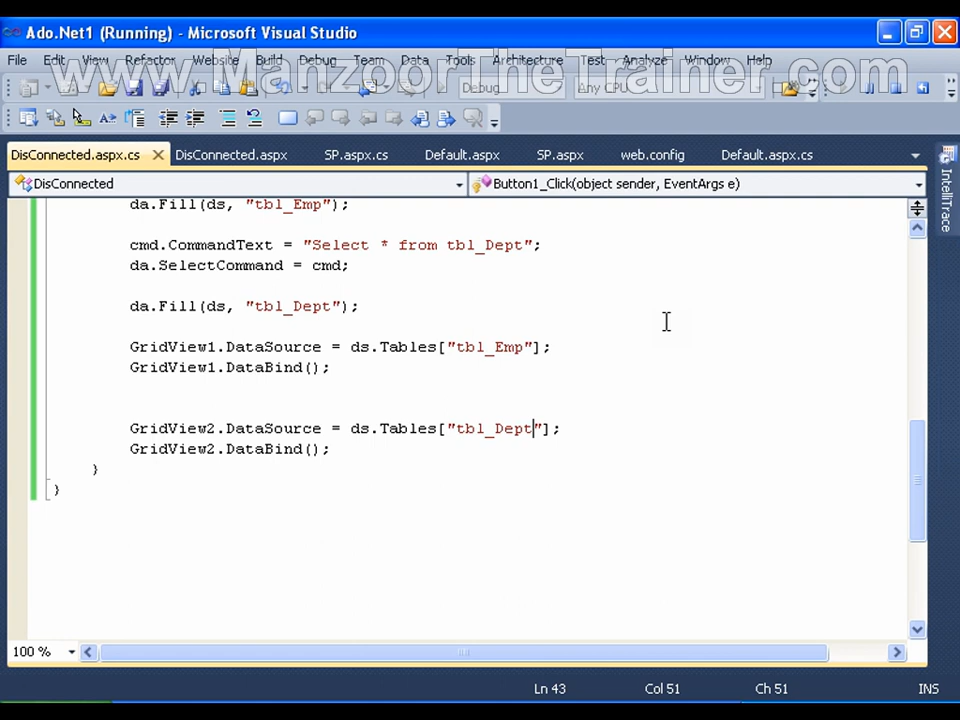 Ado.Net1 (Running) - Microsoft Visual Studio
File Edit View Refactor Website Build Debug Team Data Tools Architecture Test Analyze Window Help
www.ManzoorTheTrainer.com
Debug Any CPU
DisConnected.aspx.cs DisConnected.aspx SP.aspx.cs Default.aspx SP.aspx web.config Default.aspx.cs
DisConnected Button1_Click(object sender, EventArgs e)
IntelliTrace
da.Fill(ds, "tbl_Emp");
cmd.CommandText = "Select * from tbl_Dept";
da.SelectCommand = cmd;
da.Fill(ds, "tbl_Dept");
GridView1.DataSource = ds.Tables["tbl_Emp"];
GridView1.DataBind();
GridView2.DataSource = ds.Tables["tbl_Dept"];
GridView2.DataBind();
}
}
100 %
Ln 43 Col 51 Ch 51 INS